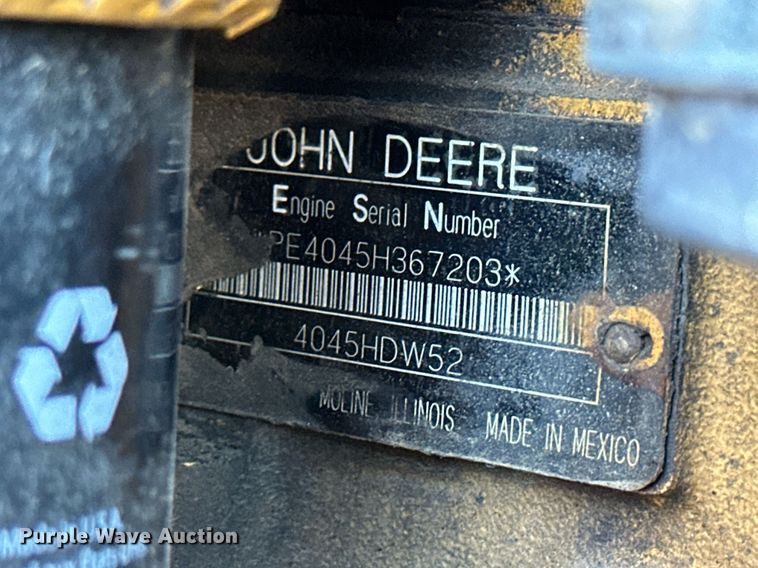 JOHN DEERE
Engine Serial Number
PE4045H367203*
4045HDW52
MOLINE ILLINOIS MADE IN MEXICO
Purple Wave Auction